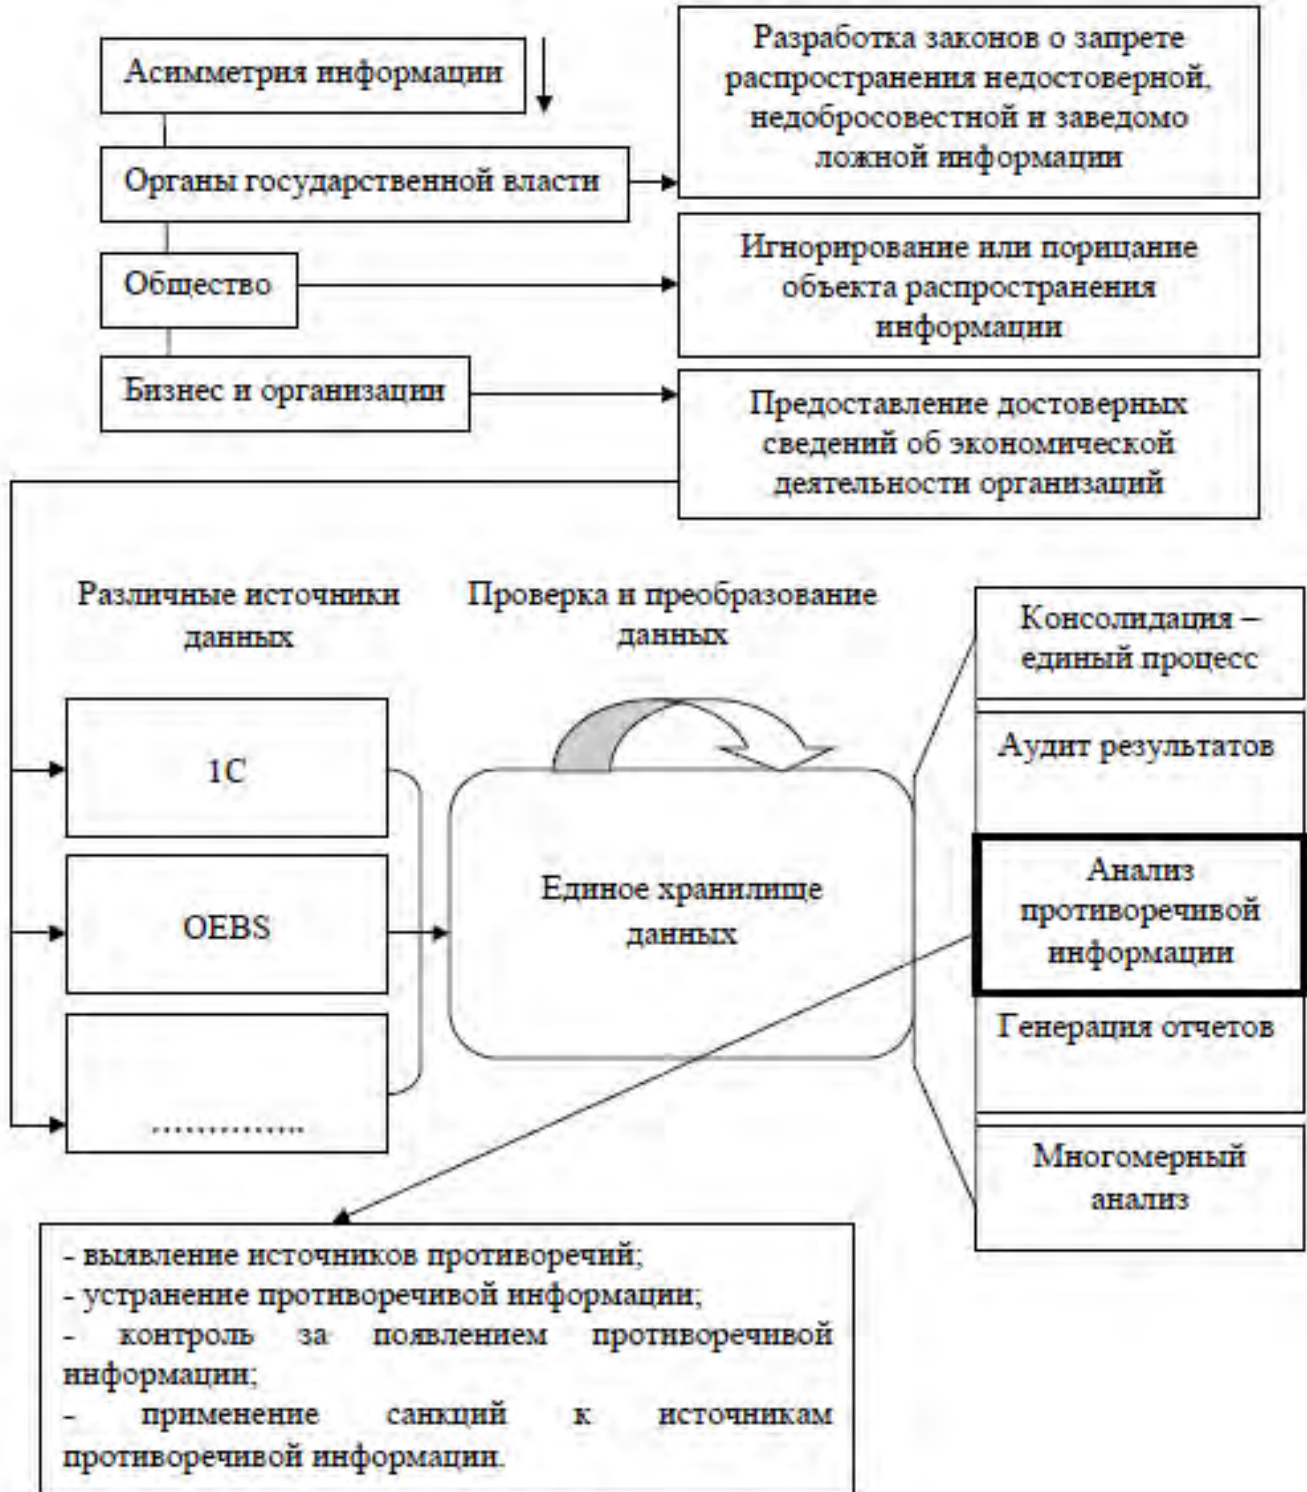 Асимметрия информации
Разработка законов о запрете
распространения недостоверной,
недобросовестной и заведомо
ложной информации
Органы государственной власти
Общество
Игнорирование или порицание
объекта распространения
информации
Бизнес и организации
Предоставление достоверных
сведений об экономической
деятельности организаций
Различные источники
данных
Проверка и преобразование
данных
1С
OEBS
..............
Единое хранилище
данных
Консолидация –
единый процесс
Аудит результатов
Анализ
противоречивой
информации
Генерация отчетов
Многомерный
анализ
- выявление источников противоречий;
- устранение противоречивой информации;
- контроль за появлением противоречивой
информации;
- применение санкций к источникам
противоречивой информации.